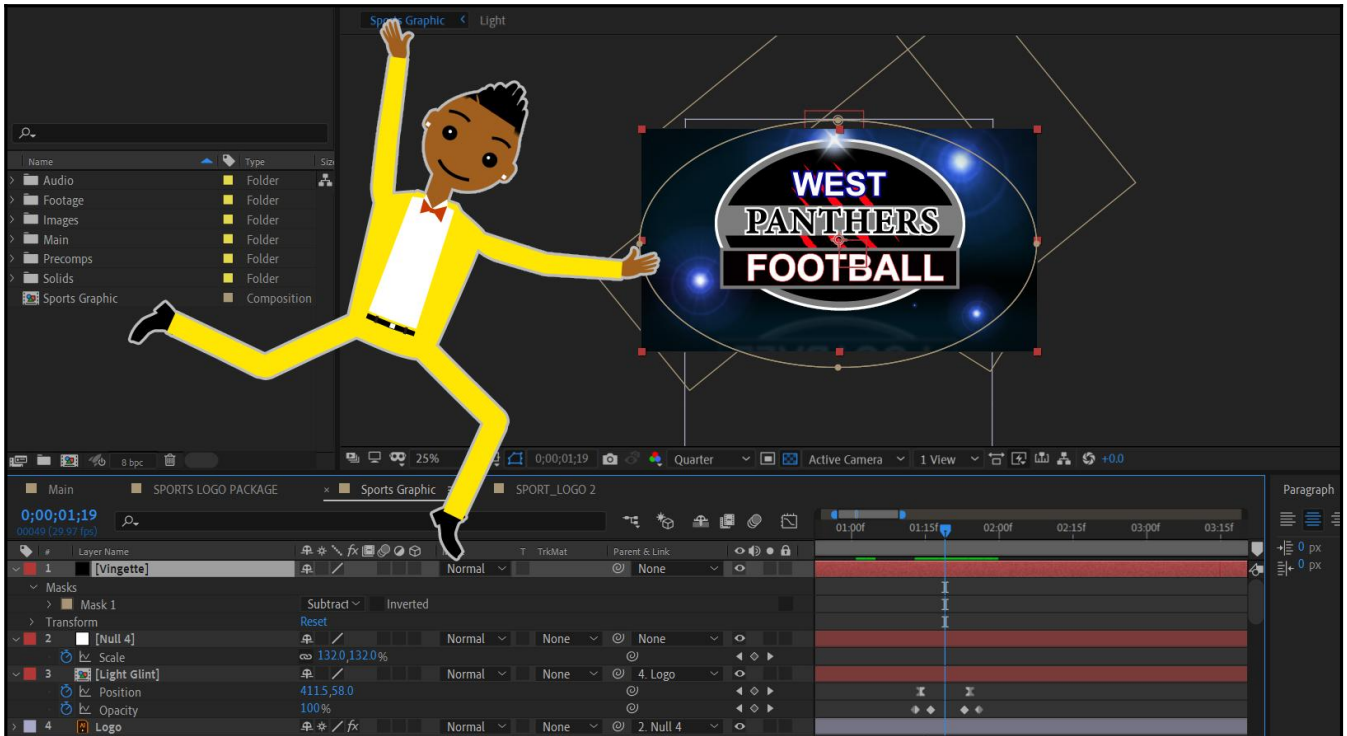 Sports Graphic < Light
Name Type Size
Audio Folder
Footage Folder
Images Folder
Main Folder
Precomps Folder
Solids Folder
Sports Graphic Composition
WEST
PANTHERS
FOOTBALL
8 bpc
25% 0;00;01;19 Quarter Active Camera 1 View +0.0
Main SPORTS LOGO PACKAGE × Sports Graphic SPORT_LOGO 2 Paragraph
0;00;01;19
00049 (29.97 fps)
01:00f 01:15f 02:00f 02:15f 03:00f 03:15f
# Layer Name fx T TrkMat Parent & Link
0 px
0 px
1 [Vingette] Normal None
Masks
Mask 1 Subtract Inverted
Transform Reset
2 [Null 4] Normal None None
Scale 132.0,132.0%
3 [Light Glint] Normal None 4. Logo
Position 411.5,58.0
Opacity 100%
4 Ai Logo fx Normal None 2. Null 4